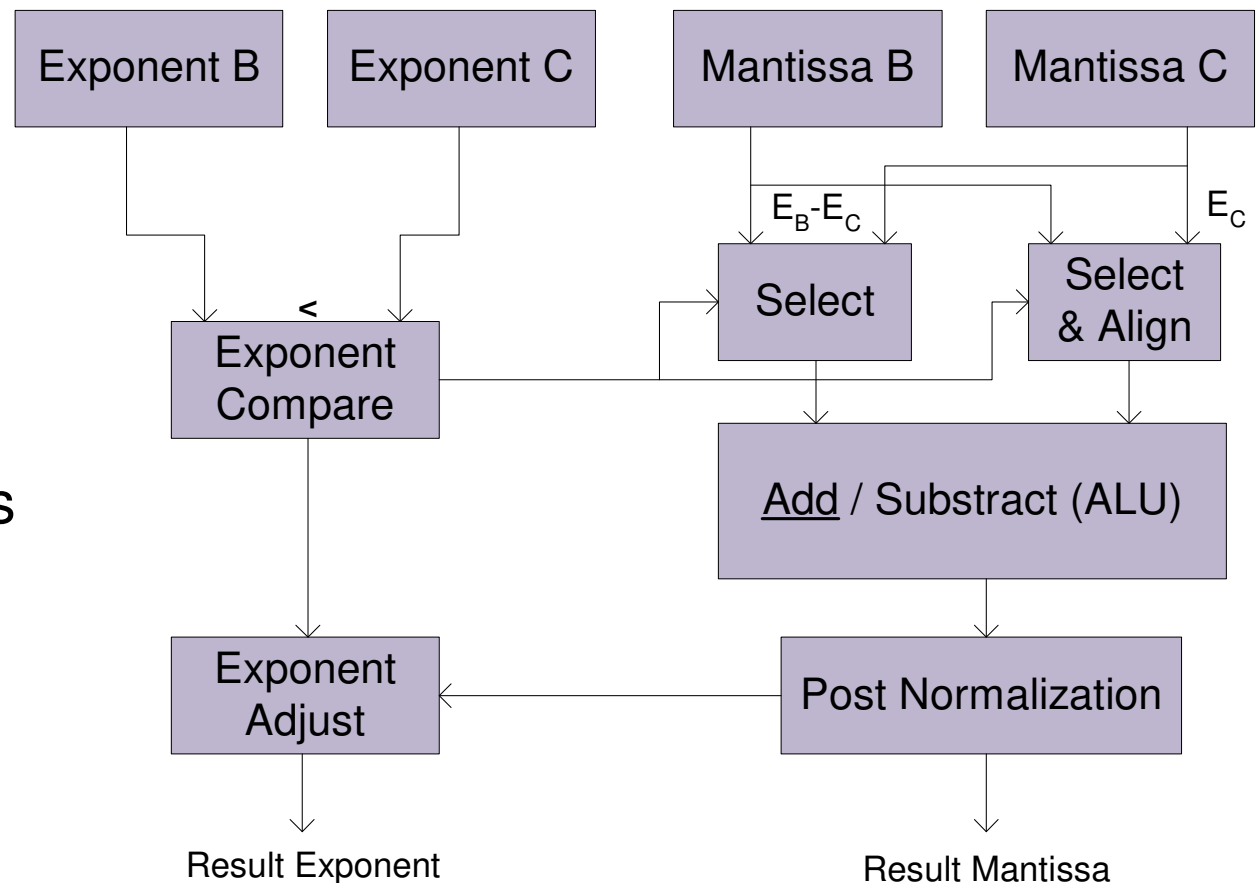 Exponent B
Exponent C
Mantissa B
Mantissa C
E_B-E_C
E_C
<
Select
Select
& Align
Exponent
Compare
s
Add / Substract (ALU)
Exponent
Adjust
Post Normalization
Result Exponent
Result Mantissa